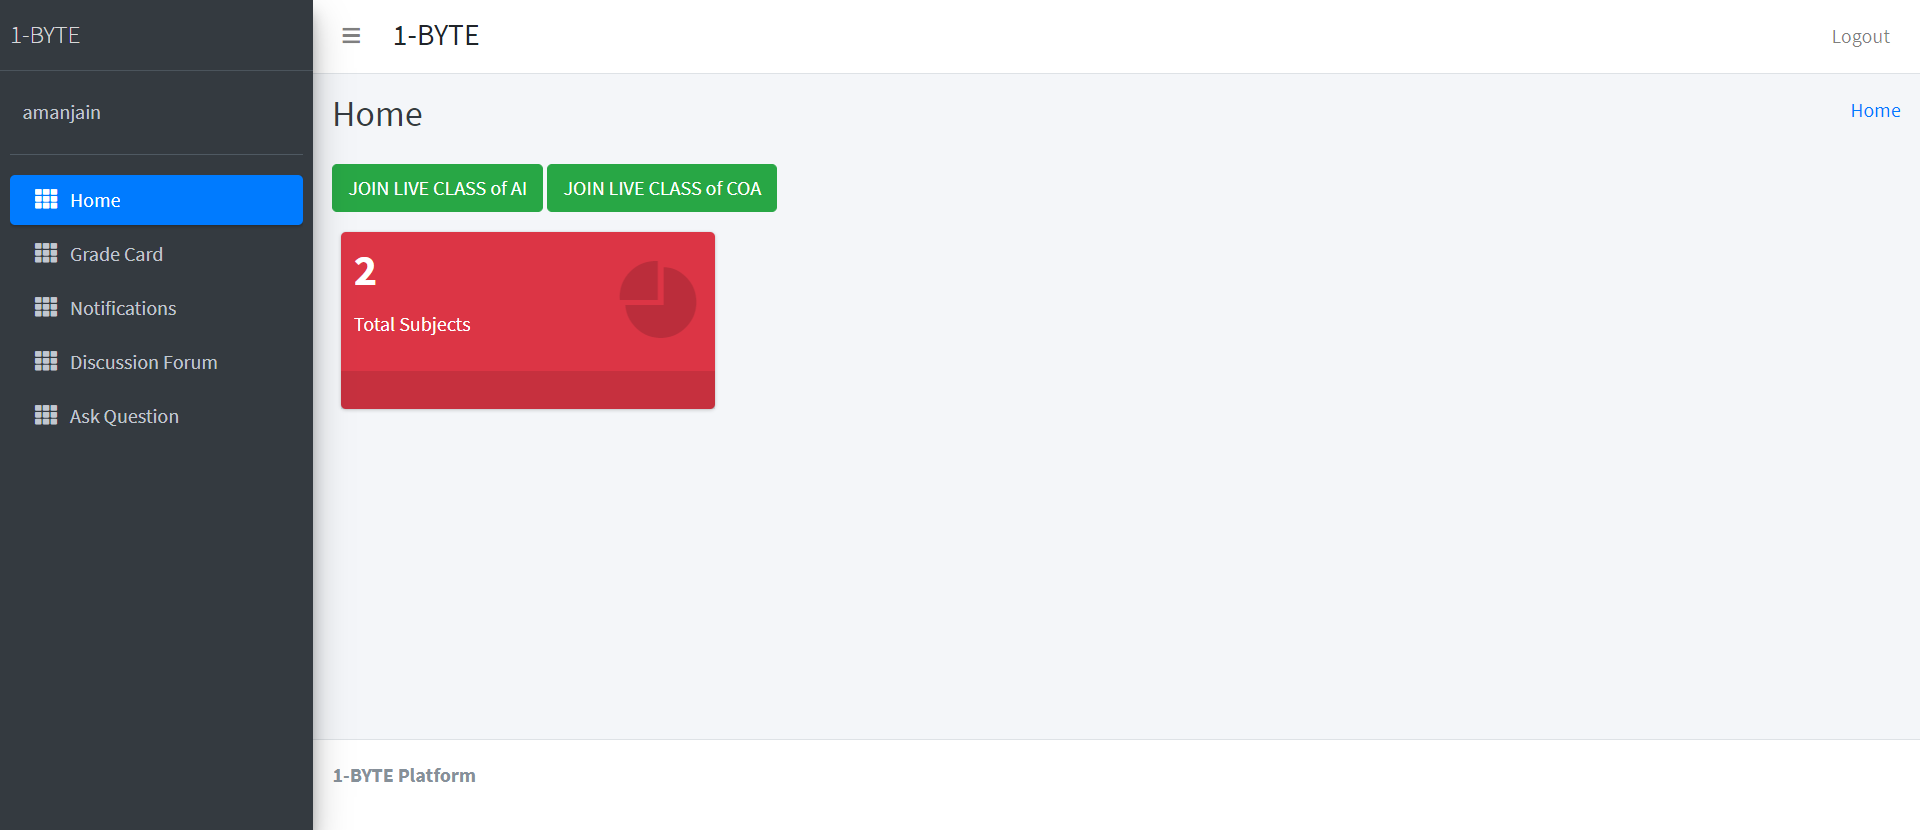 1-BYTE
amanjain
Home
Grade Card
Notifications
Discussion Forum
Ask Question
1-BYTE
Logout
Home
Home
JOIN LIVE CLASS of AI
JOIN LIVE CLASS of COA
2
Total Subjects
1-BYTE Platform